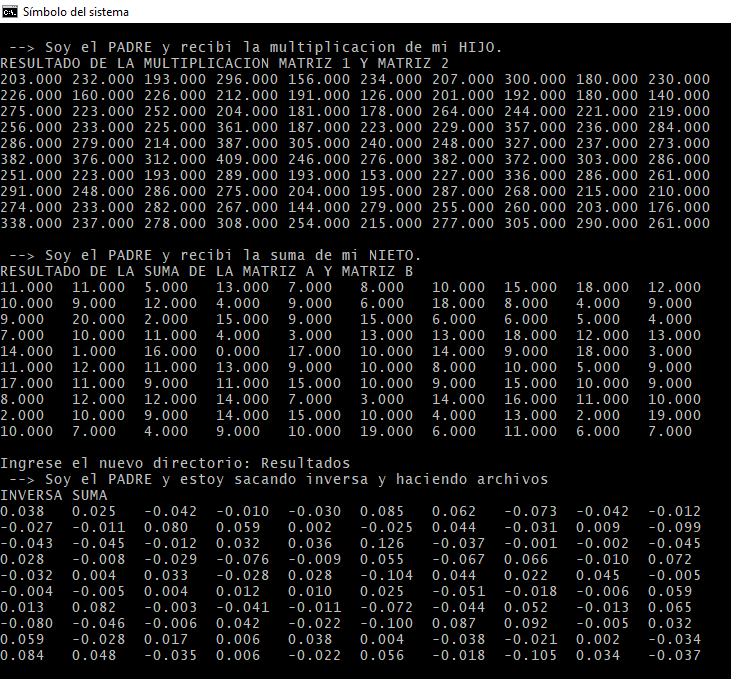 C:\. Símbolo del sistema
--> Soy el PADRE y recibi la multiplicacion de mi HIJO.
RESULTADO DE LA MULTIPLICACION MATRIZ 1 Y MATRIZ 2
203.000 232.000 193.000 296.000 156.000 234.000 207.000 300.000 180.000 230.000
226.000 160.000 226.000 212.000 191.000 126.000 201.000 192.000 180.000 140.000
275.000 223.000 252.000 204.000 181.000 178.000 264.000 244.000 221.000 219.000
256.000 233.000 225.000 361.000 187.000 223.000 229.000 357.000 236.000 284.000
286.000 279.000 214.000 387.000 305.000 240.000 248.000 327.000 237.000 273.000
382.000 376.000 312.000 409.000 246.000 276.000 382.000 372.000 303.000 286.000
251.000 223.000 193.000 289.000 193.000 153.000 227.000 336.000 286.000 261.000
291.000 248.000 286.000 275.000 204.000 195.000 287.000 268.000 215.000 210.000
274.000 233.000 282.000 267.000 144.000 279.000 255.000 260.000 203.000 176.000
338.000 237.000 278.000 308.000 254.000 215.000 277.000 305.000 290.000 261.000
--> Soy el PADRE y recibi la suma de mi NIETO.
RESULTADO DE LA SUMA DE LA MATRIZ A Y MATRIZ B
11.000 11.000 5.000 13.000 7.000 8.000 10.000 15.000 18.000 12.000
10.000 9.000 12.000 4.000 9.000 6.000 18.000 8.000 4.000 9.000
9.000 20.000 2.000 15.000 9.000 15.000 6.000 6.000 5.000 4.000
7.000 10.000 11.000 4.000 3.000 13.000 13.000 18.000 12.000 13.000
14.000 1.000 16.000 0.000 17.000 10.000 14.000 9.000 18.000 3.000
11.000 12.000 11.000 13.000 9.000 10.000 8.000 10.000 5.000 9.000
17.000 11.000 9.000 11.000 15.000 10.000 9.000 15.000 10.000 9.000
8.000 12.000 12.000 14.000 7.000 3.000 14.000 16.000 11.000 10.000
2.000 10.000 9.000 14.000 15.000 10.000 4.000 13.000 2.000 19.000
10.000 7.000 4.000 9.000 10.000 19.000 6.000 11.000 6.000 7.000
Ingrese el nuevo directorio: Resultados
--> Soy el PADRE y estoy sacando inversa y haciendo archivos
INVERSA SUMA
0.038 0.025 -0.042 -0.010 -0.030 0.085 0.062 -0.073 -0.042 -0.012
-0.027 -0.011 0.080 0.059 0.002 -0.025 0.044 -0.031 0.009 -0.099
-0.043 -0.045 -0.012 0.032 0.036 0.126 -0.037 -0.001 -0.002 -0.045
0.028 -0.008 -0.029 -0.076 -0.009 0.055 -0.067 0.066 -0.010 0.072
-0.032 0.004 0.033 -0.028 0.028 -0.104 0.044 0.022 0.045 -0.005
-0.004 -0.005 0.004 0.012 0.010 0.025 -0.051 -0.018 -0.006 0.059
0.013 0.082 -0.003 -0.041 -0.011 -0.072 -0.044 0.052 -0.013 0.065
-0.080 -0.046 -0.006 0.042 -0.022 -0.100 0.087 0.092 -0.005 0.032
0.059 -0.028 0.017 0.006 0.038 0.004 -0.038 -0.021 0.002 -0.034
0.084 0.048 -0.035 0.006 -0.022 0.056 -0.018 -0.105 0.034 -0.037